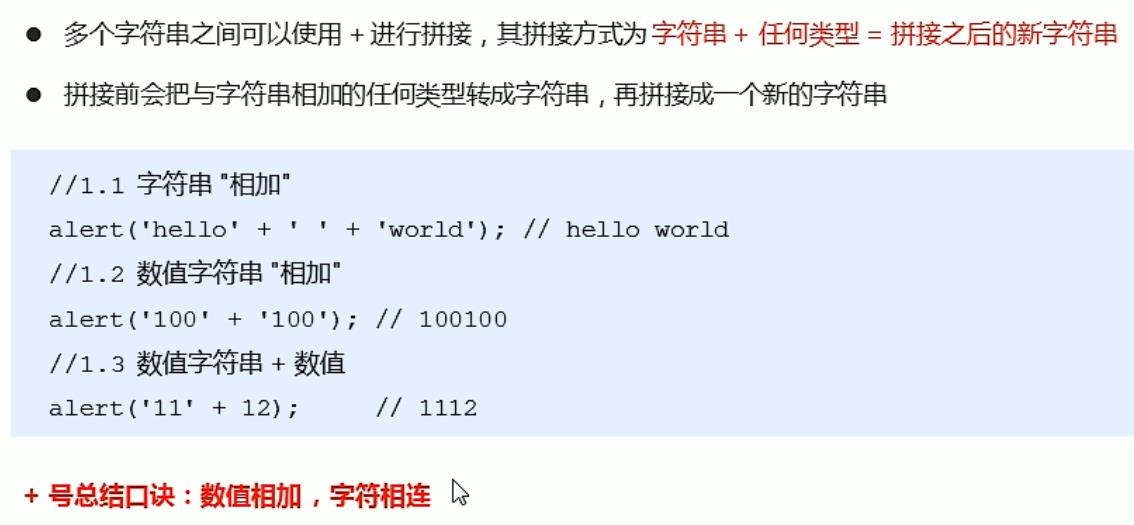 ● 多个字符串之间可以使用 + 进行拼接，其拼接方式为 字符串 + 任何类型 = 拼接之后的新字符串
● 拼接前会把与字符串相加的任何类型转成字符串，再拼接成一个新的字符串
//1.1 字符串 "相加"
alert('hello' + ' ' + 'world'); // hello world
//1.2 数值字符串 "相加"
alert('100' + '100'); // 100100
//1.3 数值字符串 + 数值
alert('11' + 12);     // 1112
+ 号总结口诀：数值相加，字符相连